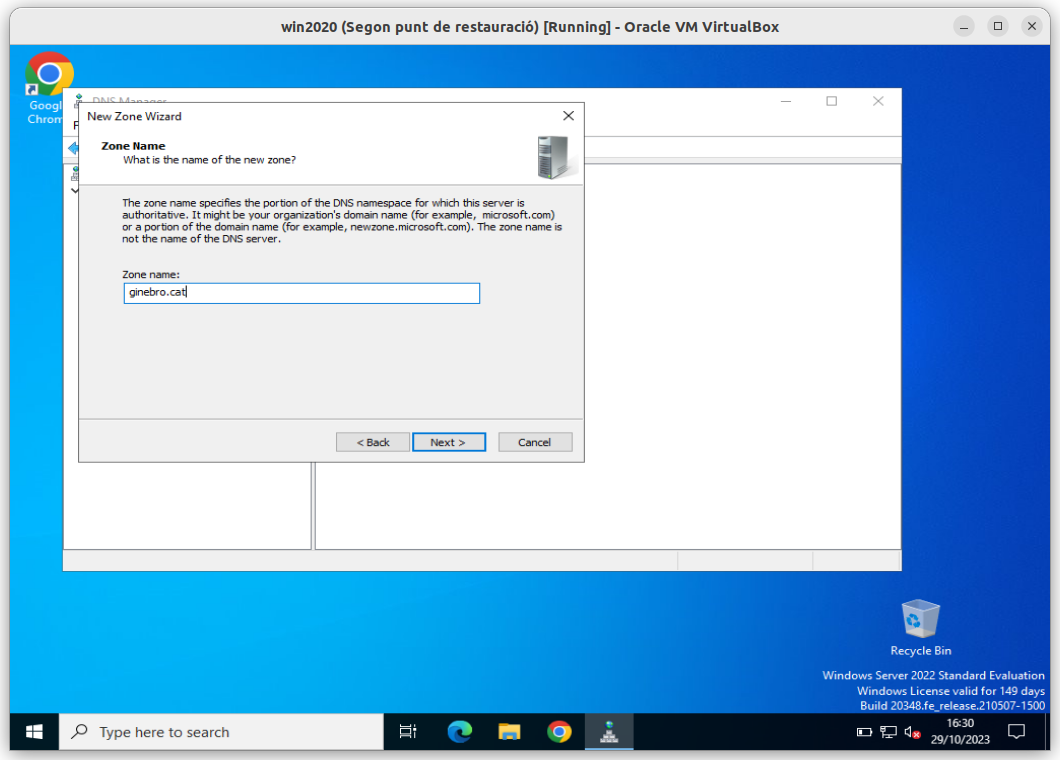 win2020 (Segon punt de restauració) [Running] - Oracle VM VirtualBox
DNS Manager
New Zone Wizard
Zone Name
What is the name of the new zone?
The zone name specifies the portion of the DNS namespace for which this server is
authoritative. It might be your organization's domain name (for example, microsoft.com)
or a portion of the domain name (for example, newzone.microsoft.com). The zone name is
not the name of the DNS server.
Zone name:
ginebro.cat
< Back
Next >
Cancel
Recycle Bin
Windows Server 2022 Standard Evaluation
Windows License valid for 149 days
Build 20348.fe_release.210507-1500
Type here to search
16:30
29/10/2023